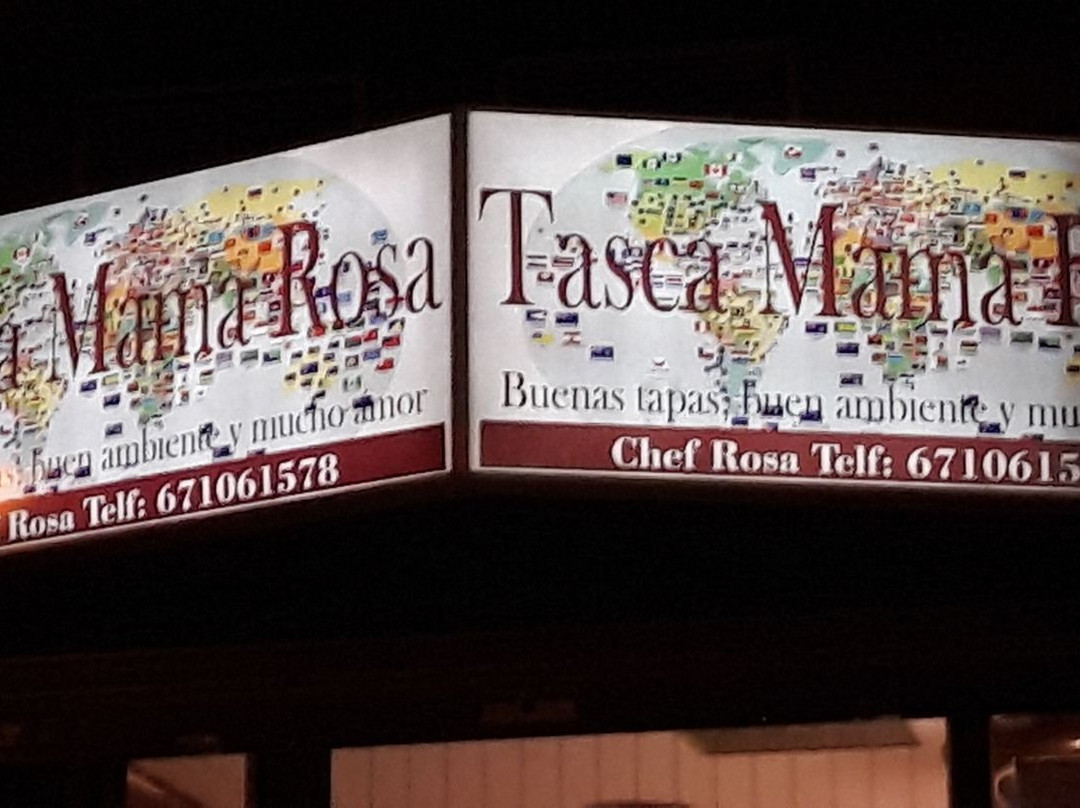 a Mama Rosa
buen ambiente y mucho amor
Rosa Telf: 671061578
Tasca Mama R
Buenas tapas, buen ambiente y mu
Chef Rosa Telf: 6710615